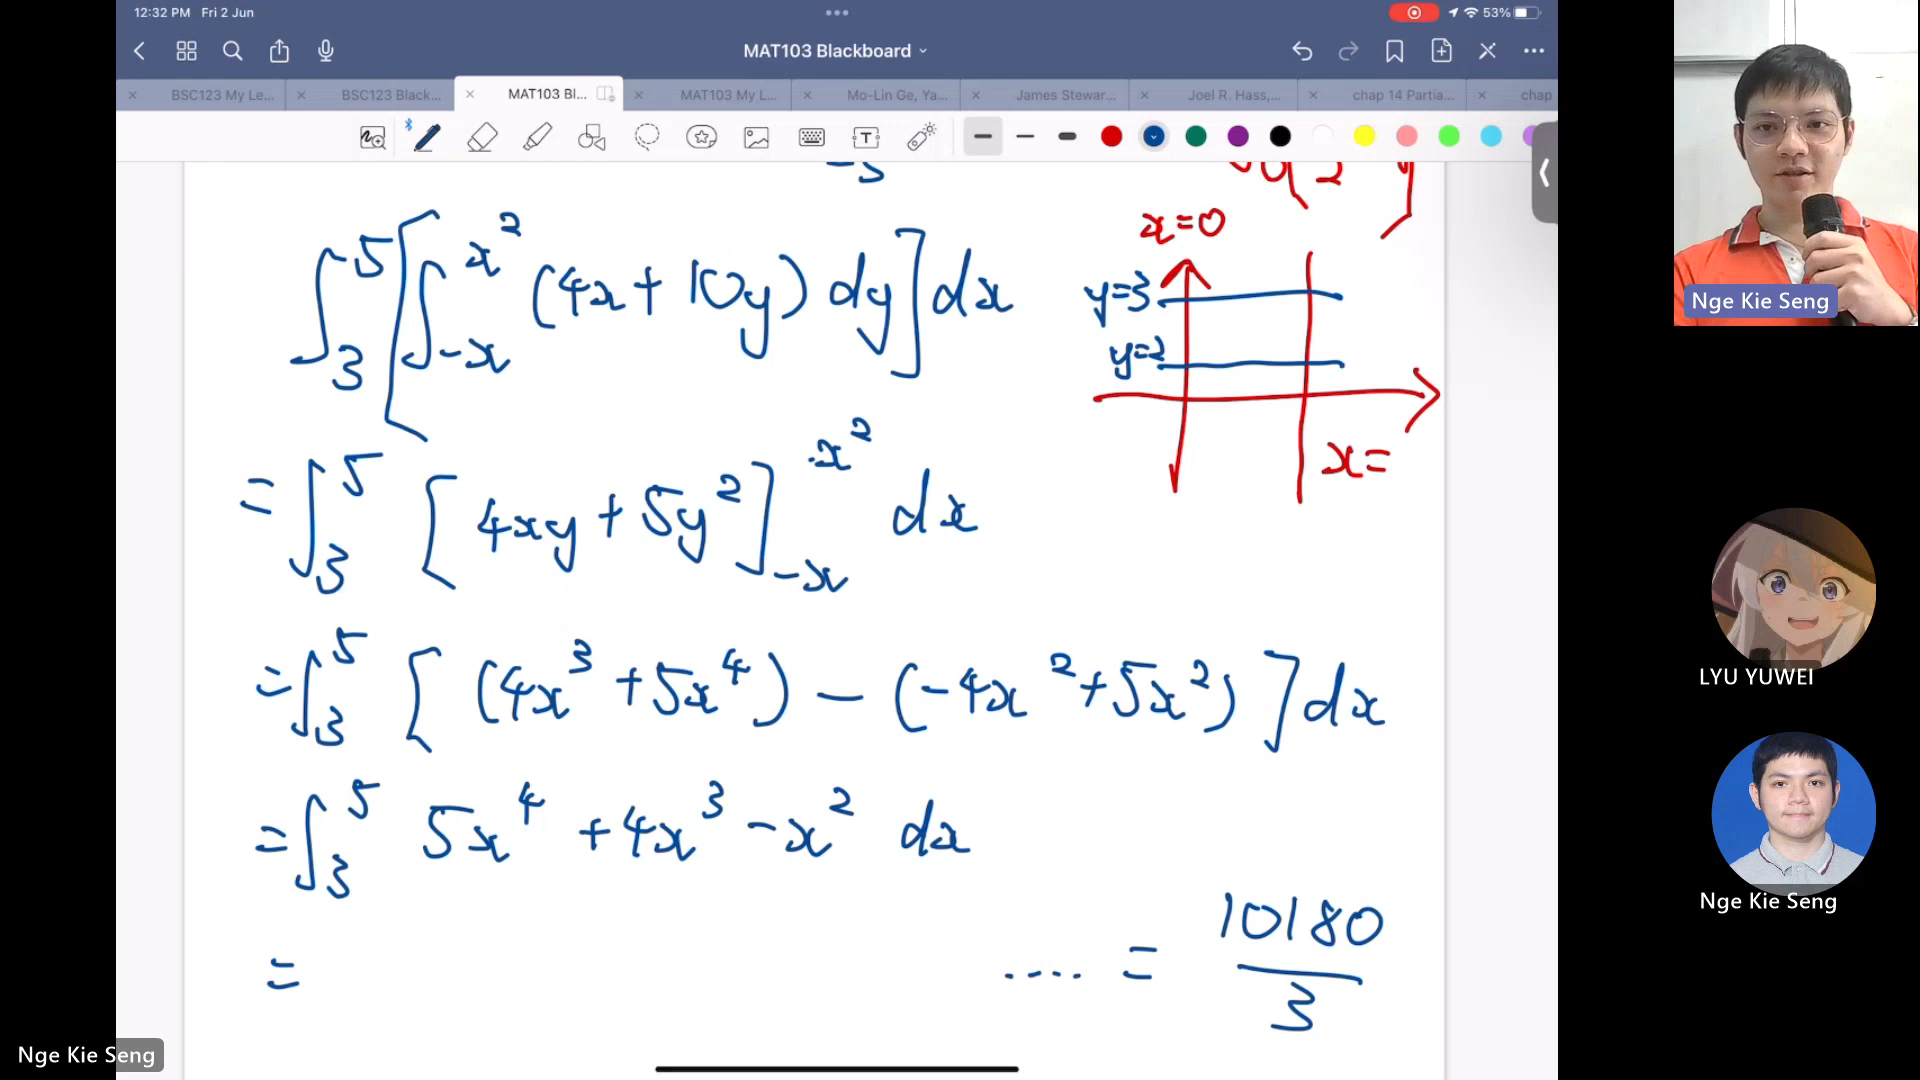 12:32 PM Fri 2 Jun
53%
MAT103 Blackboard
BSC123 My Le...
BSC123 Black...
MAT103 Bl...
MAT103 My L...
Mo-Lin Ge, Ya...
James Stewar...
Joel R. Hass,...
chap 14 Partia...
chap
∫₃⁵ [∫₋ₓ^x² (4x + 10y) dy] dx
x=0
y=3
y=2
x=
= ∫₃⁵ [4xy + 5y²]₋ₓ^x² dx
= ∫₃⁵ [(4x³ + 5x⁴) − (−4x² + 5x²)] dx
= ∫₃⁵ 5x⁴ + 4x³ − x² dx
= .... = 10180/3
Nge Kie Seng
LYU YUWEI
Nge Kie Seng
Nge Kie Seng